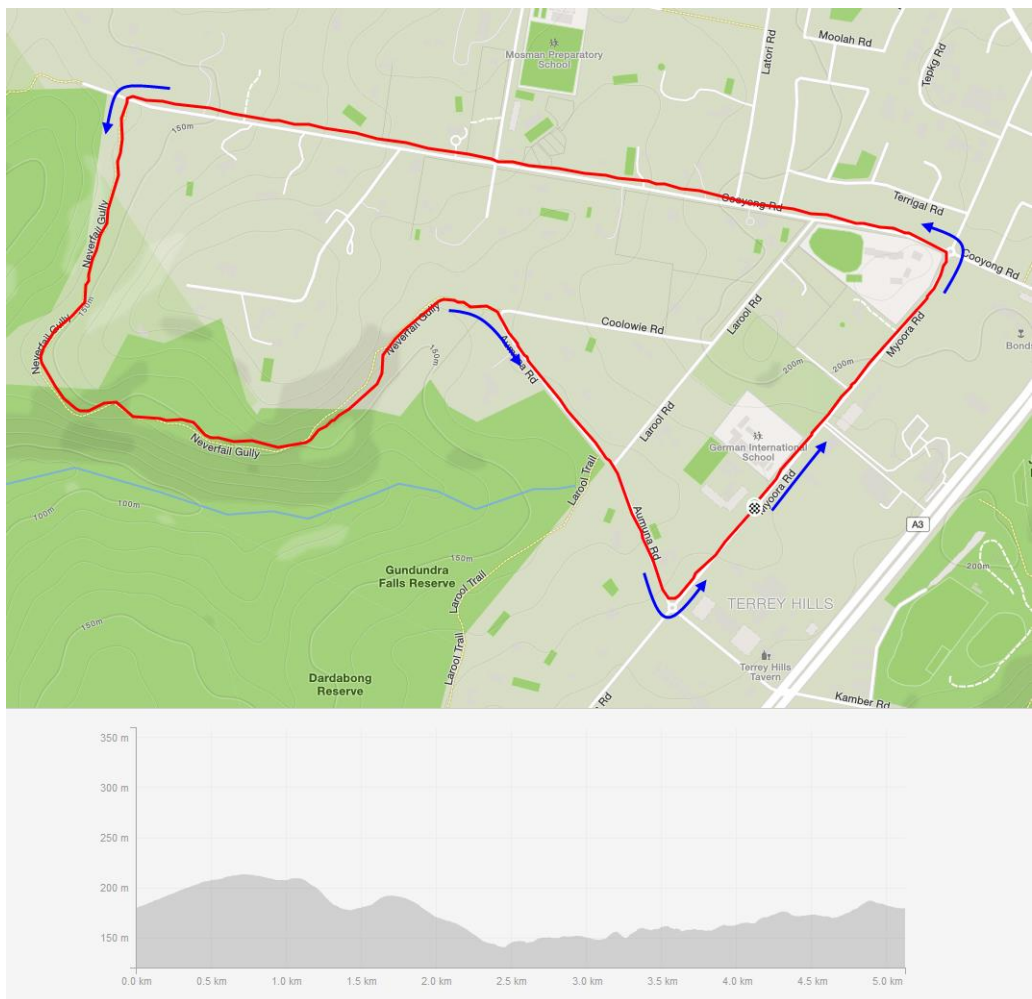 Moolah Rd
Latori Rd
Tepkg Rd
Mosman Preparatory
School
150m
Terrigal Rd
Cooyong Rd
Cooyong Rd
Neverfail Gully
150m
Neverfail Gully
Neverfail Gully
150m
Coolowie Rd
Larool Rd
Myoora Rd
200m
200m
Aumuna Rd
Larool Rd
German International
School
Neverfail Gully
Larool Trail
Myoora Rd
A3
100m
100m
Aumuna Rd
150m
200m
Gundundra
Falls Reserve
Larool Trail
TERREY HILLS
150m
Larool Trail
Terrey Hills
Tavern
Dardabong
Reserve
Kamber Rd
350 m
300 m
250 m
200 m
150 m
0.0 km 0.5 km 1.0 km 1.5 km 2.0 km 2.5 km 3.0 km 3.5 km 4.0 km 4.5 km 5.0 km